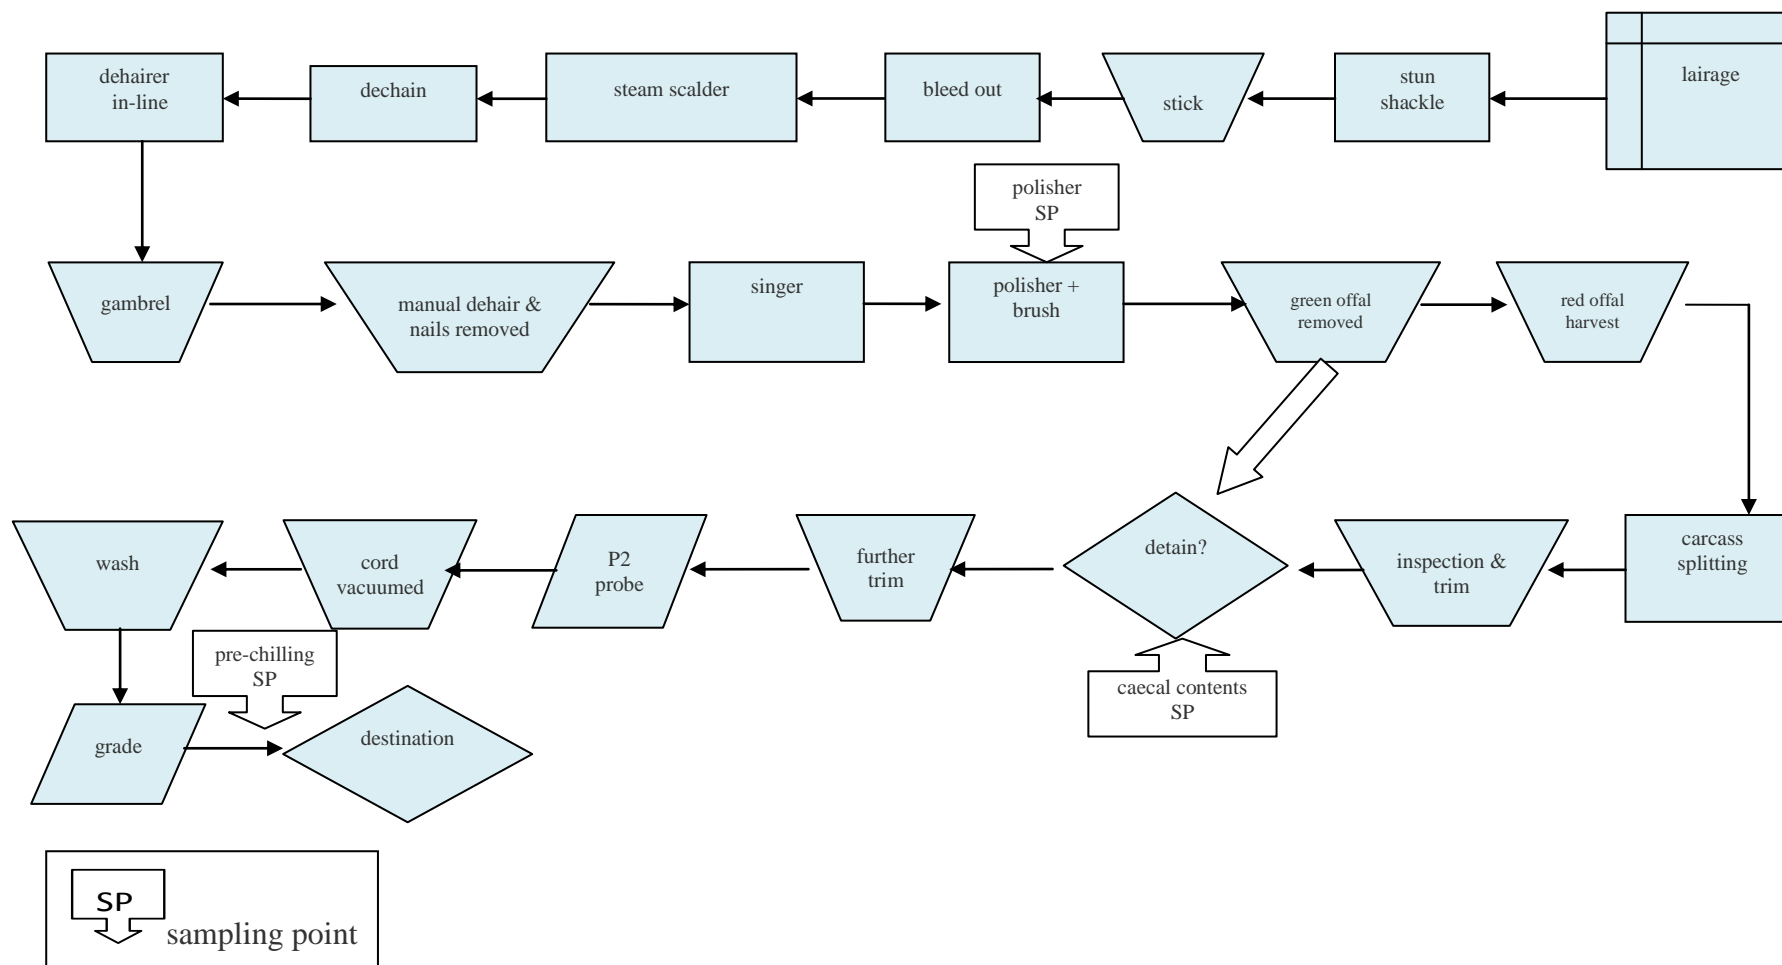 lairage
stun
shackle
stick
bleed out
steam scalder
dechain
dehairer
in-line
gambrel
manual dehair &
nails removed
singer
polisher
SP
polisher +
brush
green offal
removed
red offal
harvest
carcass
splitting
inspection &
trim
detain?
caecal contents
SP
further
trim
P2
probe
cord
vacuumed
wash
pre-chilling
SP
grade
destination
SP
sampling point